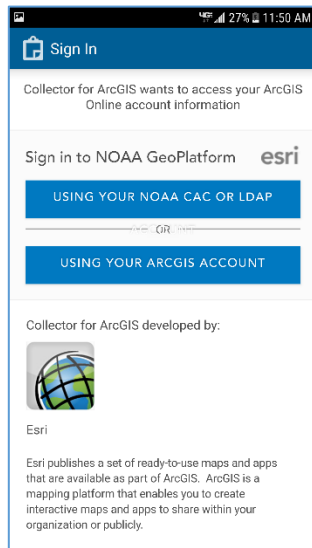 4G 27% 11:50 AM
Sign In
Collector for ArcGIS wants to access your ArcGIS
Online account information
Sign in to NOAA GeoPlatform esri
USING YOUR NOAA CAC OR LDAP
OR
USING YOUR ARCGIS ACCOUNT
Collector for ArcGIS developed by:
Esri
Esri publishes a set of ready-to-use maps and apps
that are available as part of ArcGIS. ArcGIS is a
mapping platform that enables you to create
interactive maps and apps to share within your
organization or publicly.